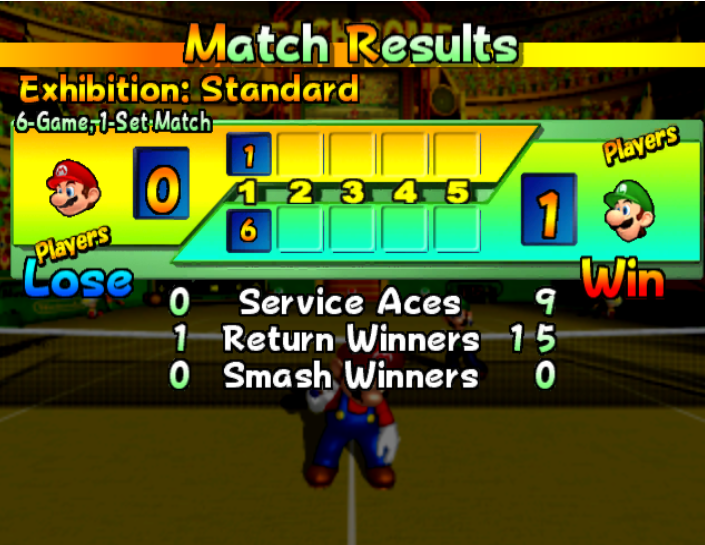 Match Results
Exhibition: Standard
6-Game, 1-Set Match
Players
1
0
1 2 3 4 5
1
6
Players
Lose
Win
0 Service Aces 9
1 Return Winners 15
0 Smash Winners 0